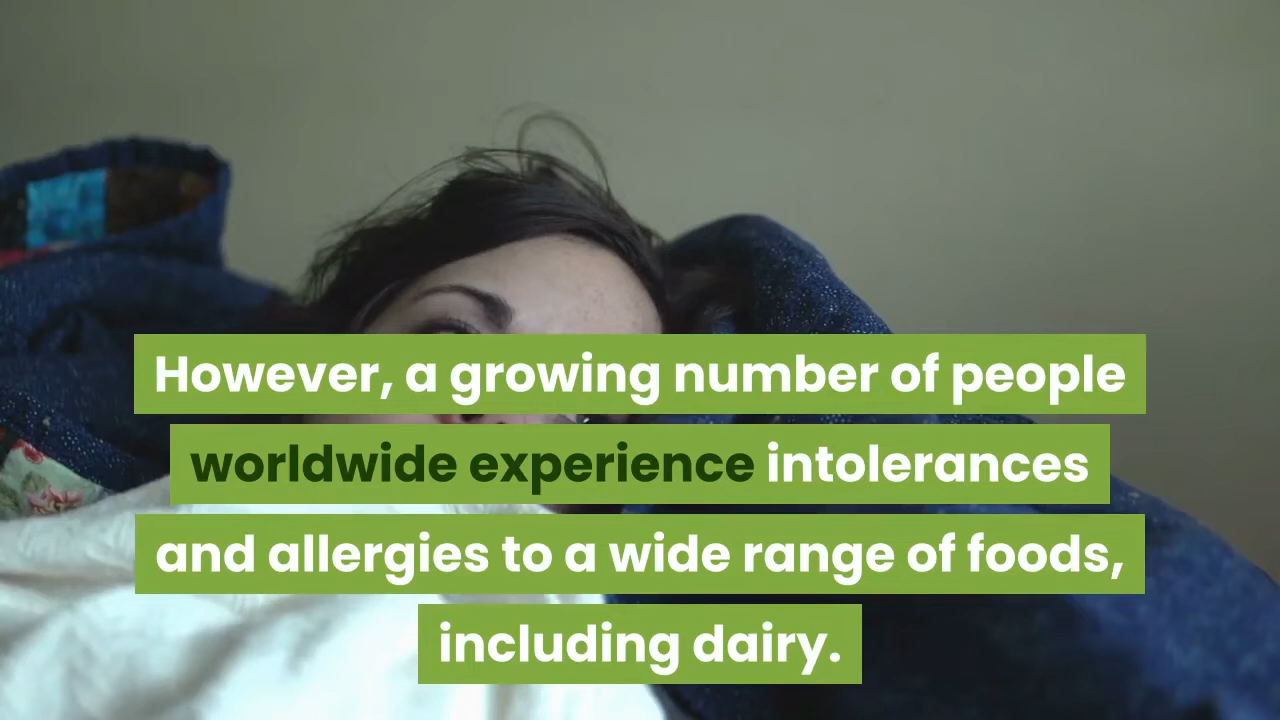 However, a growing number of people
worldwide experience intolerances
and allergies to a wide range of foods,
including dairy.